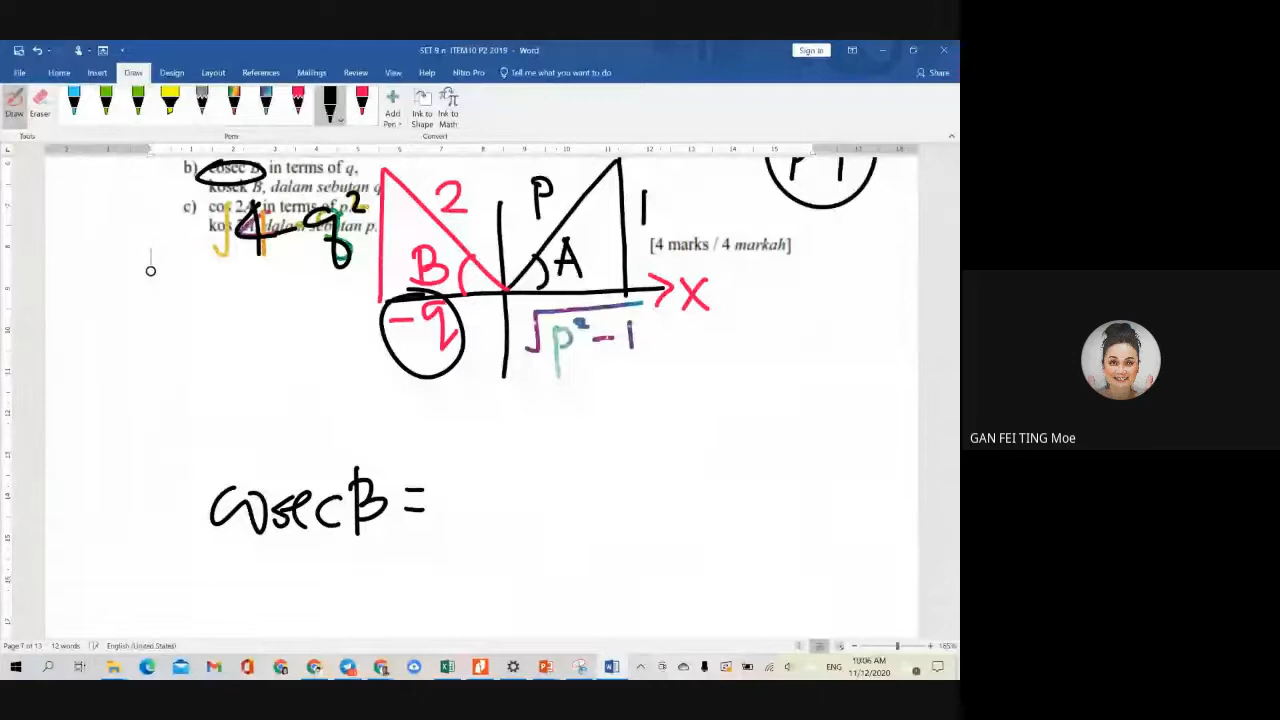 SET 9 n ITEM10 P2 2019 - Word
Sign in
File Home Insert Draw Design Layout References Mailings Review View Help Nitro Pro Tell me what you want to do Share
Draw Eraser Add Pen Ink to Shape Ink to Math
Tools Pens Convert
b) cosec B, in terms of q,
kosek B, dalam sebutan q
c) cos 2A, in terms of p
kos dalam sebutan p.
[4 marks / 4 markah]
√4 - q²
2 P 1
B A
-q √p² - 1 X
P
cosec B =
GAN FEI TING Moe
Page 7 of 13 12 words English (United States) 165%
ENG 10:06 AM
11/12/2020